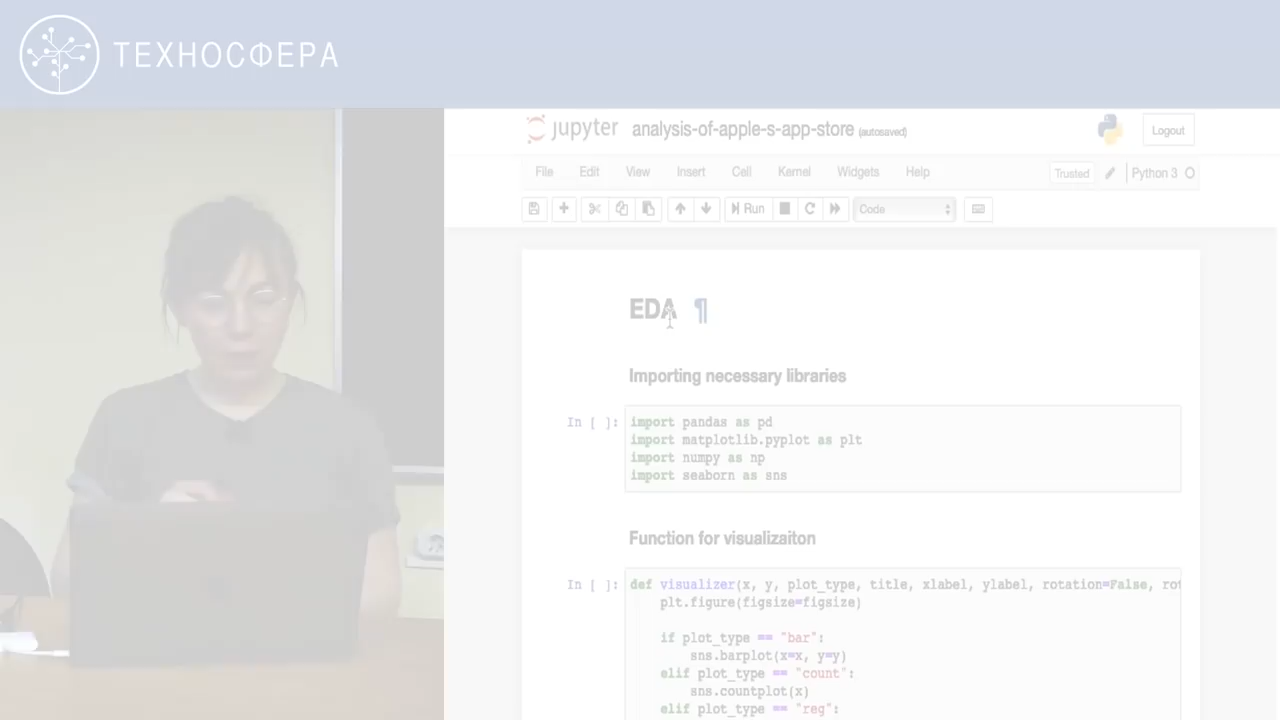 ТЕХНОСФЕРА
jupyter analysis-of-apple-s-app-store (autosaved)
Logout
File Edit View Insert Cell Kernel Widgets Help
Trusted Python 3
Run Code
EDA ¶
Importing necessary libraries
In [ ]: import pandas as pd
import matplotlib.pyplot as plt
import numpy as np
import seaborn as sns
Function for visualizaiton
In [ ]: def visualizer(x, y, plot_type, title, xlabel, ylabel, rotation=False, rot
plt.figure(figsize=figsize)
if plot_type == "bar":
sns.barplot(x=x, y=y)
elif plot_type == "count":
sns.countplot(x)
elif plot_type == "reg":